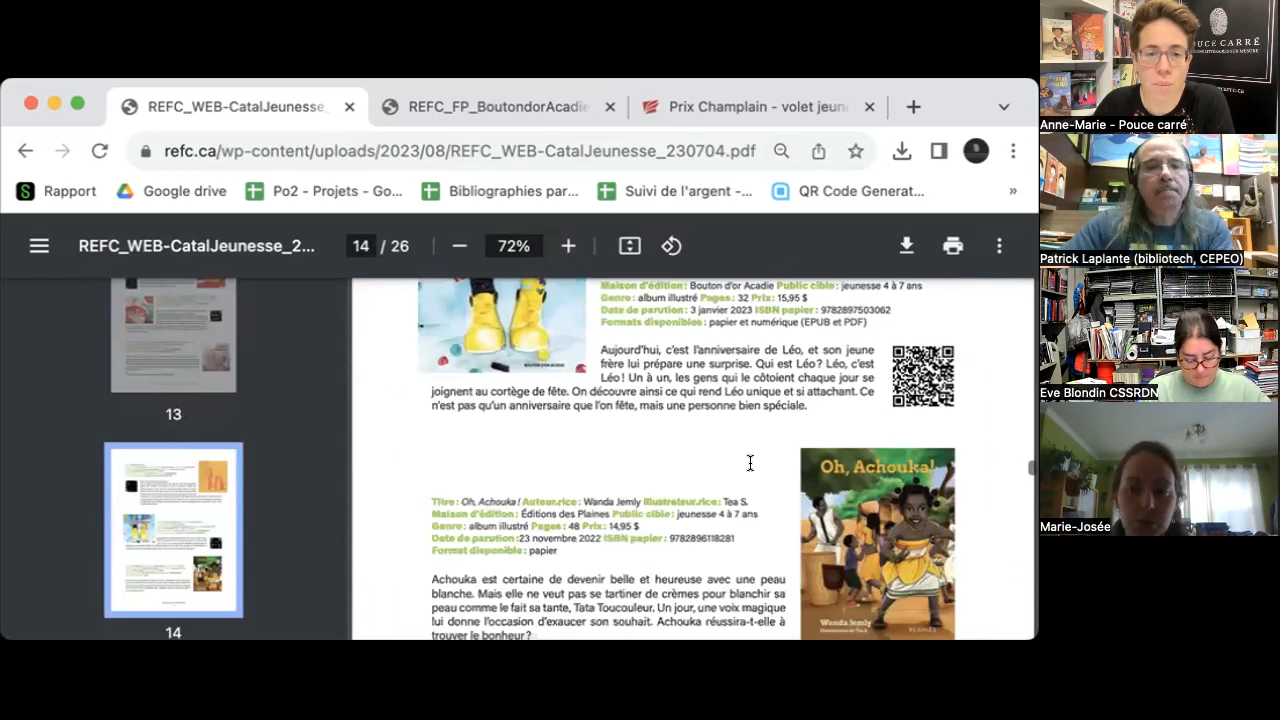 REFC_WEB-CatalJeunesse_
REFC_FP_BoutondorAcadie
Prix Champlain - volet jeun
refc.ca/wp-content/uploads/2023/08/REFC_WEB-CatalJeunesse_230704.pdf
Rapport
Google drive
Po2 - Projets - Go...
Bibliographies par...
Suivi de l'argent -...
QR Code Generat...
»
REFC_WEB-CatalJeunesse_2...
14 / 26
72%
13
14
Maison d'édition : Bouton d'or Acadie Public cible : jeunesse 4 à 7 ans
Genre : album illustré Pages : 32 Prix : 15,95 $
Date de parution : 3 janvier 2023 ISBN papier : 9782897503062
Formats disponibles : papier et numérique (EPUB et PDF)
Aujourd'hui, c'est l'anniversaire de Léo, et son jeune
frère lui prépare une surprise. Qui est Léo? Léo, c'est
Léo! Un à un, les gens qui le côtoient chaque jour se
joignent au cortège de fête. On découvre ainsi ce qui rend Léo unique et si attachant. Ce
n'est pas qu'un anniversaire que l'on fête, mais une personne bien spéciale.
BOUTON D'OR ACADIE
Titre : Oh, Achouka ! Auteur.rice : Wanda Jemly Illustrateur.rice : Tea S.
Maison d'édition : Éditions des Plaines Public cible : jeunesse 4 à 7 ans
Genre : album illustré Pages : 48 Prix : 14,95 $
Date de parution :23 novembre 2022 ISBN papier : 9782896118281
Format disponible : papier
Achouka est certaine de devenir belle et heureuse avec une peau
blanche. Mais elle ne veut pas se tartiner de crèmes pour blanchir sa
peau comme le fait sa tante, Tata Toucouleur. Un jour, une voix magique
lui donne l'occasion d'exaucer son souhait. Achouka réussira-t-elle à
trouver le bonheur ?
Oh, Achouka!
Wanda Jemly
PLAINES
OUCE CARRÉ
Anne-Marie - Pouce carré
Patrick Laplante (bibliotech, CEPEO)
Eve Blondin CSSRDN
Marie-Josée